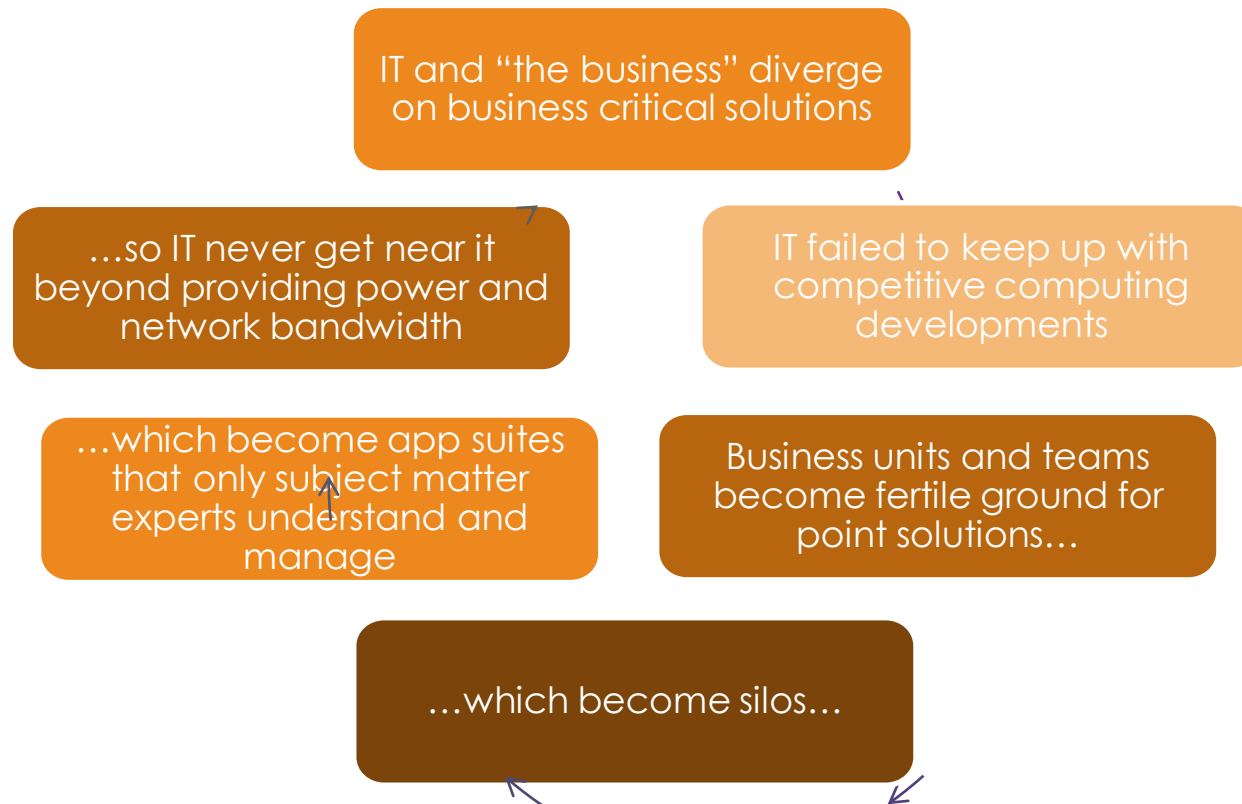 IT and “the business” diverge
on business critical solutions
IT failed to keep up with
competitive computing
developments
Business units and teams
become fertile ground for
point solutions…
…which become silos…
…which become app suites
that only subject matter
experts understand and
manage
…so IT never get near it
beyond providing power and
network bandwidth